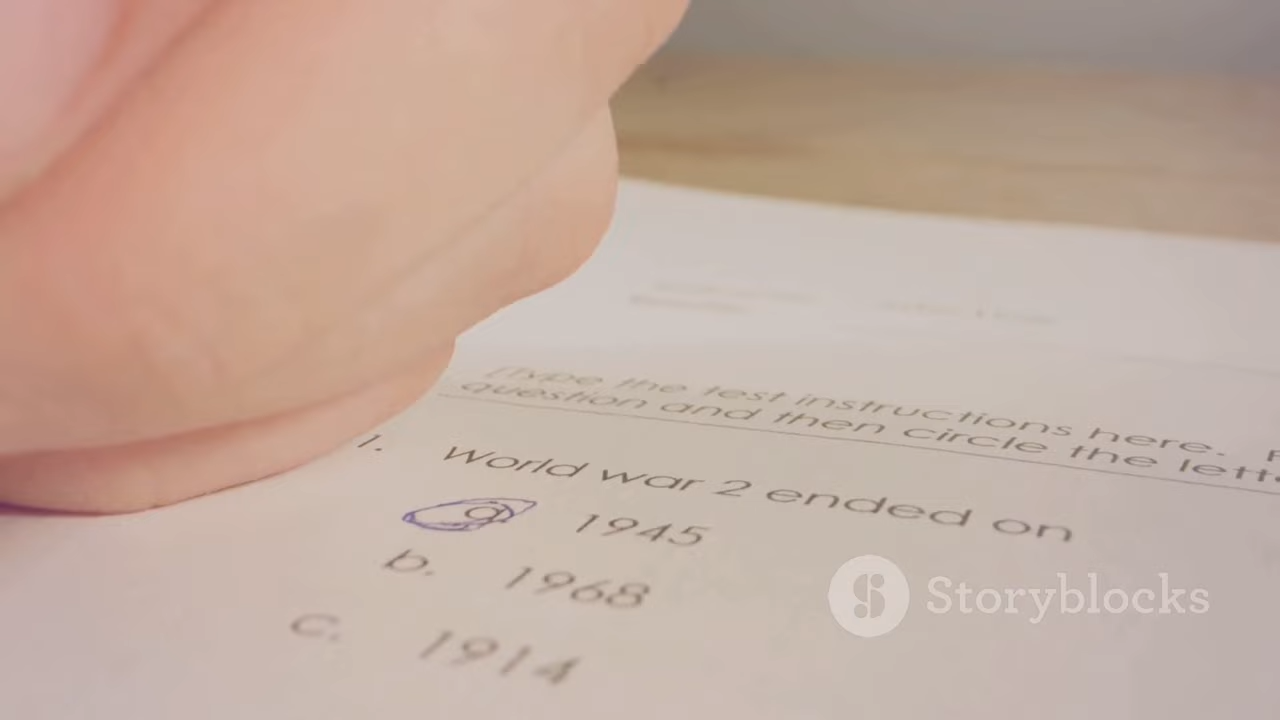 [Type the test instructions here.
question and then circle the
1. World war 2 ended on
a 1945
b. 1968
c. 1914
Storyblocks